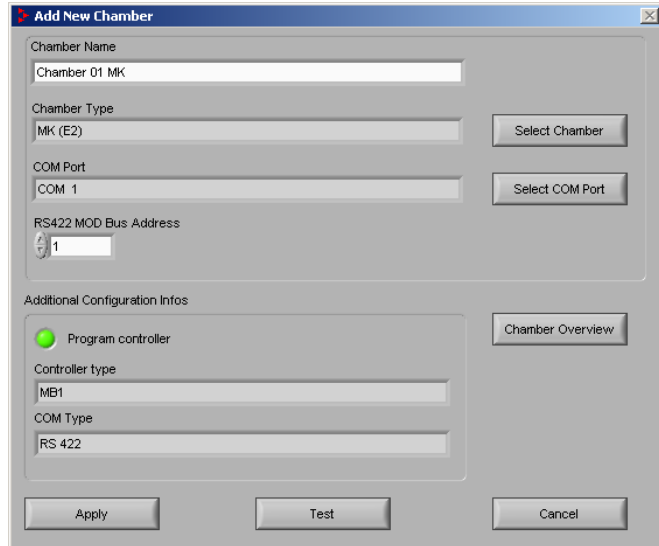 Add New Chamber
Chamber Name
Chamber 01 MK
Chamber Type
MK (E2)
Select Chamber
COM Port
COM 1
Select COM Port
RS422 MOD Bus Address
1
Additional Configuration Infos
Chamber Overview
Program controller
Controller type
MB1
COM Type
RS 422
Apply
Test
Cancel